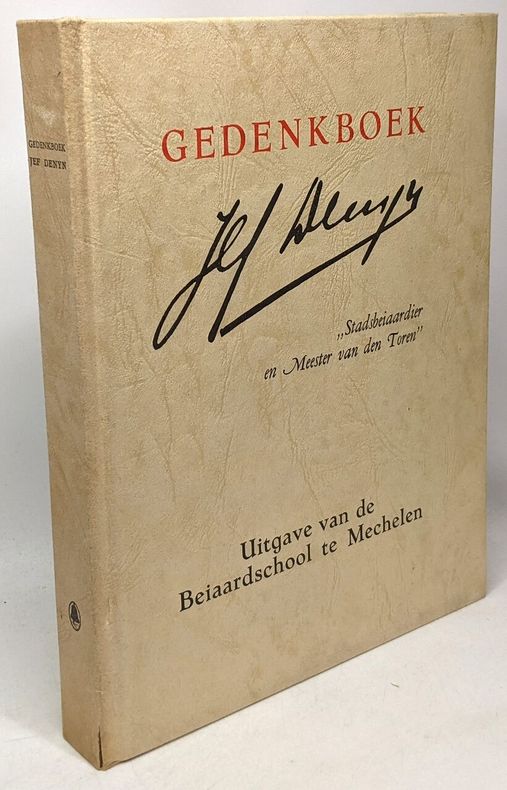 GEDENKBOEK
JEF DENYN
GEDENKBOEK
Jef Denyn
„Stadsbeiaardier
en Meester van den Toren"
Uitgave van de
Beiaardschool te Mechelen